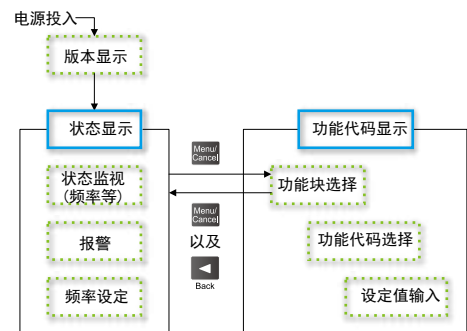 电源投入
版本显示
状态显示
功能代码显示
Menu/
Cancel
状态监视
(频率等)
功能块选择
Menu/
Cancel
报警
以及
功能代码选择
Back
频率设定
设定值输入